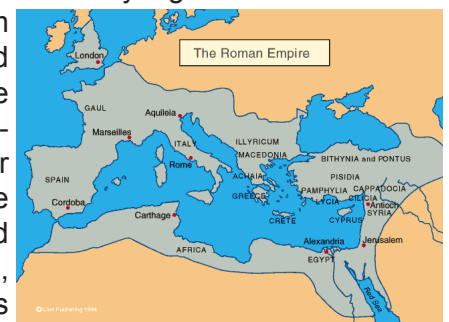 The Roman Empire
London
GAUL
Aquileia
Marseilles
ITALY
ILLYRICUM
Rome
MACEDONIA
BITHYNIA and PONTUS
SPAIN
ACHAIA
PISIDIA
GREECE
PAMPHYLIA
CAPPADOCIA
LYCIA
CILICIA
Cordoba
Antioch
Carthage
CRETE
CYPRUS
SYRIA
AFRICA
Alexandria
Jerusalem
EGYPT
Red Sea
© Lion Publishing 1994